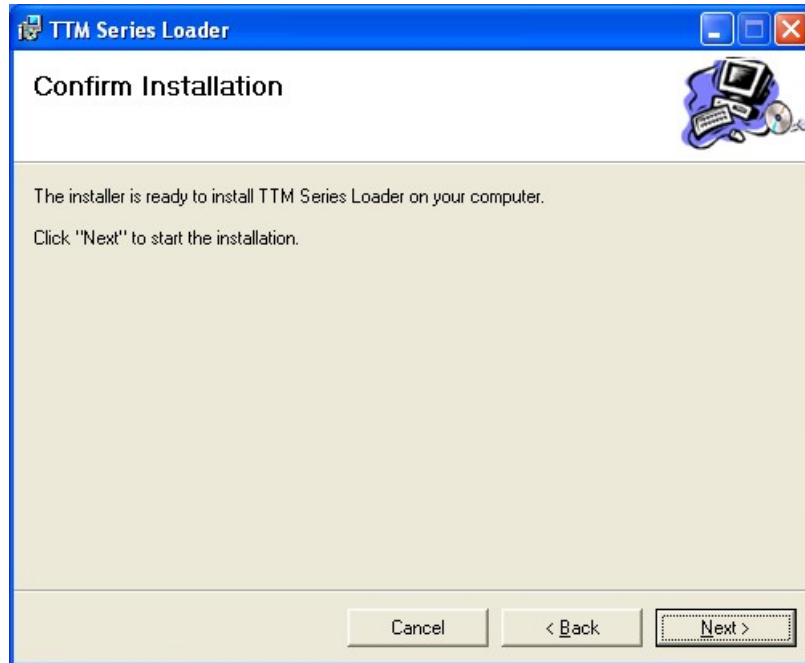 TTM Series Loader
Confirm Installation
The installer is ready to install TTM Series Loader on your computer.
Click "Next" to start the installation.
Cancel
< Back
Next >